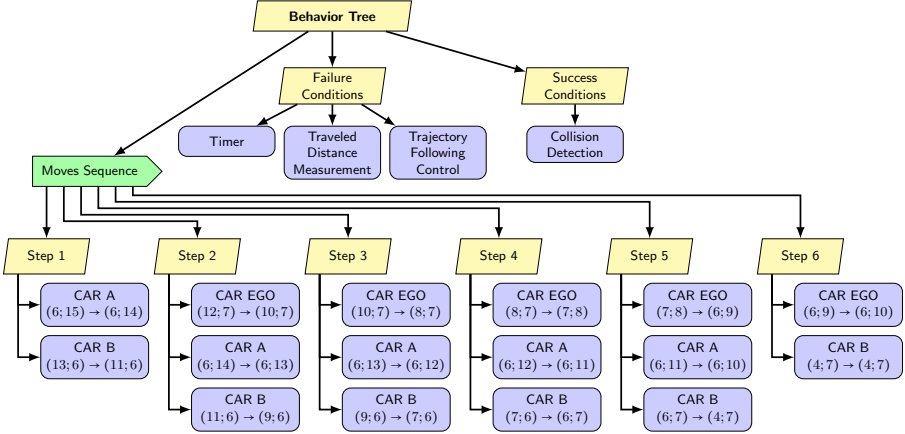 Behavior Tree
Failure
Conditions
Success
Conditions
Timer
Traveled
Distance
Measurement
Trajectory
Following
Control
Collision
Detection
Moves Sequence
Step 1
CAR A
(6; 15) → (6; 14)
CAR B
(13; 6) → (11; 6)
Step 2
CAR EGO
(12; 7) → (10; 7)
CAR A
(6; 14) → (6; 13)
CAR B
(11; 6) → (9; 6)
Step 3
CAR EGO
(10; 7) → (8; 7)
CAR A
(6; 13) → (6; 12)
CAR B
(9; 6) → (7; 6)
Step 4
CAR EGO
(8; 7) → (7; 8)
CAR A
(6; 12) → (6; 11)
CAR B
(7; 6) → (6; 7)
Step 5
CAR EGO
(7; 8) → (6; 9)
CAR A
(6; 11) → (6; 10)
CAR B
(6; 7) → (4; 7)
Step 6
CAR EGO
(6; 9) → (6; 10)
CAR B
(4; 7) → (4; 7)